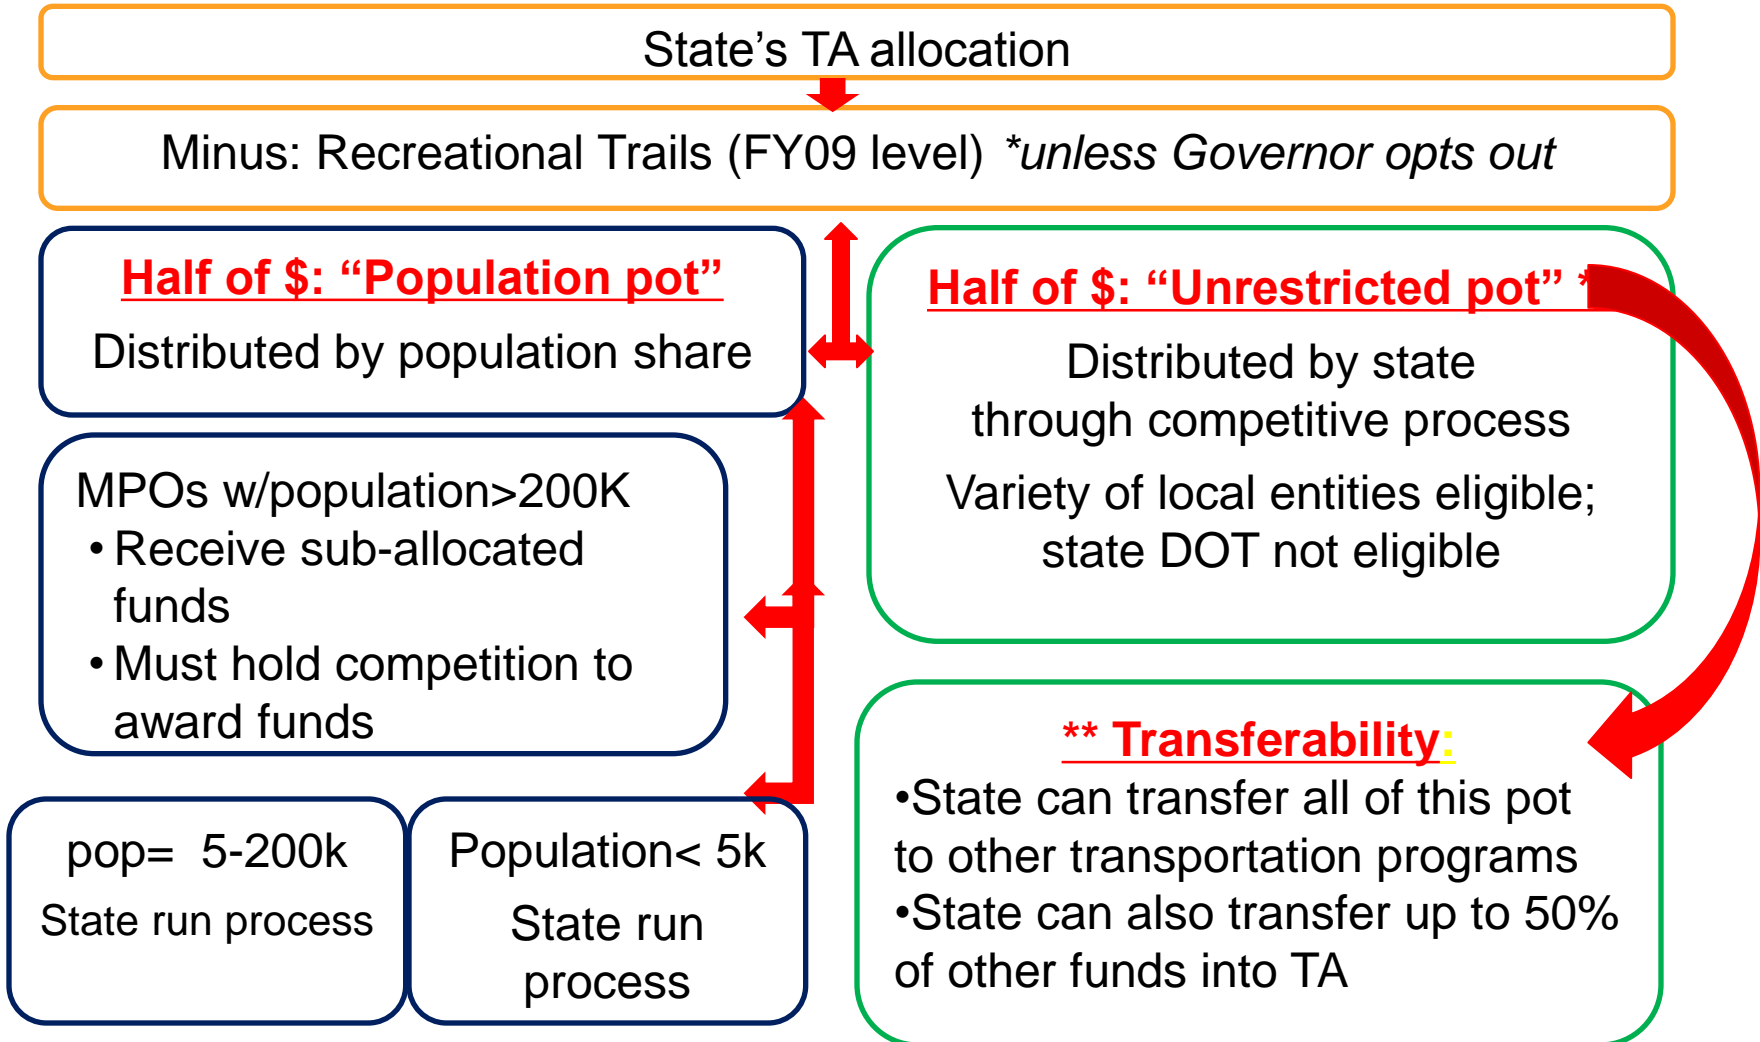 State’s TA allocation
Minus: Recreational Trails (FY09 level) *unless Governor opts out
Half of $: “Population pot”
Distributed by population share
MPOs w/population>200K
• Receive sub-allocated
funds
• Must hold competition to
award funds
pop=  5-200k
State run process
Population< 5k
State run
process
Half of $: “Unrestricted pot” *
Distributed by state
through competitive process
Variety of local entities eligible;
state DOT not eligible
** Transferability:
•State can transfer all of this pot
to other transportation programs
•State can also transfer up to 50%
of other funds into TA